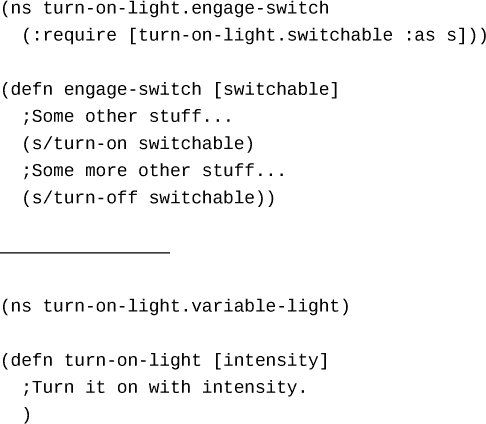 (ns turn-on-light.engage-switch
  (:require [turn-on-light.switchable :as s]))
(defn engage-switch [switchable]
  ;Some other stuff...
  (s/turn-on switchable)
  ;Some more other stuff...
  (s/turn-off switchable))
(ns turn-on-light.variable-light)
(defn turn-on-light [intensity]
  ;Turn it on with intensity.
  )